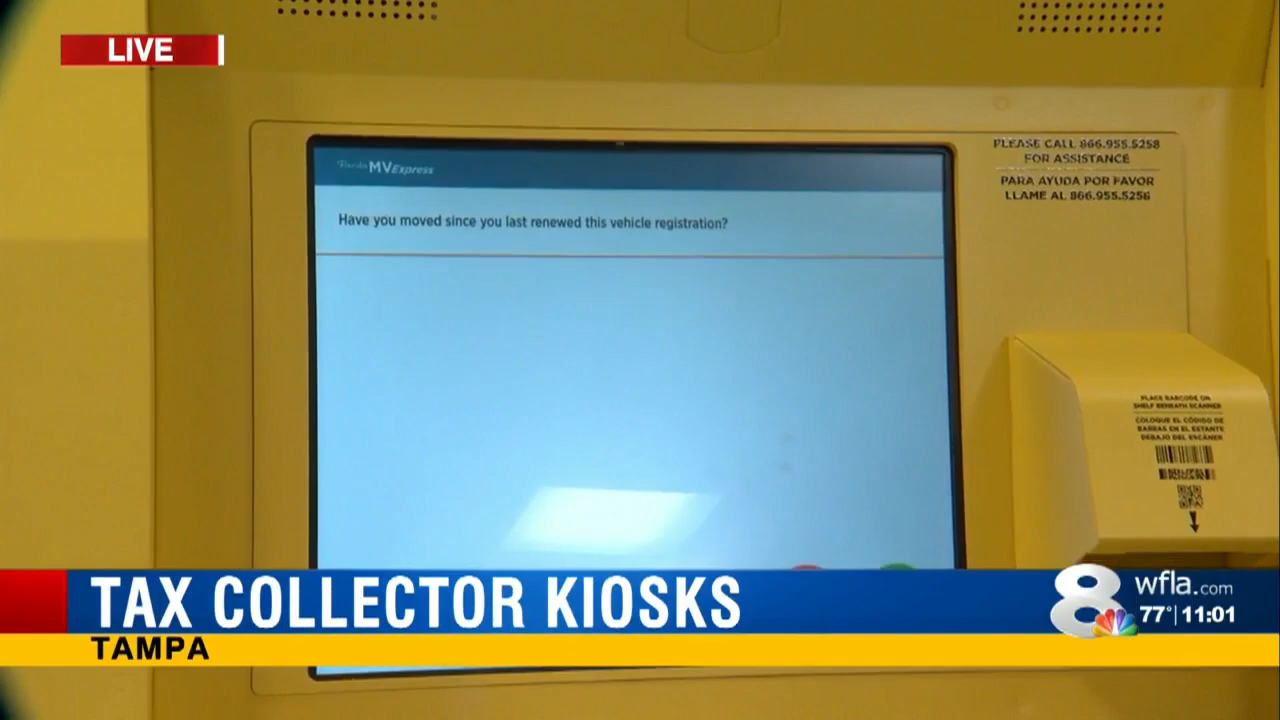 LIVE
PLEASE CALL 866.955.5258
FOR ASSISTANCE
PARA AYUDA POR FAVOR
LLAME AL 866.955.5258
Florida MVExpress
Have you moved since you last renewed this vehicle registration?
PLACE BARCODE ON
SHELF BENEATH SCANNER
COLOQUE EL CÓDIGO DE
BARRAS EN EL ESTANTE
DEBAJO DEL ESCÁNER
TAX COLLECTOR KIOSKS
TAMPA
8
wfla.com
77° 11:01